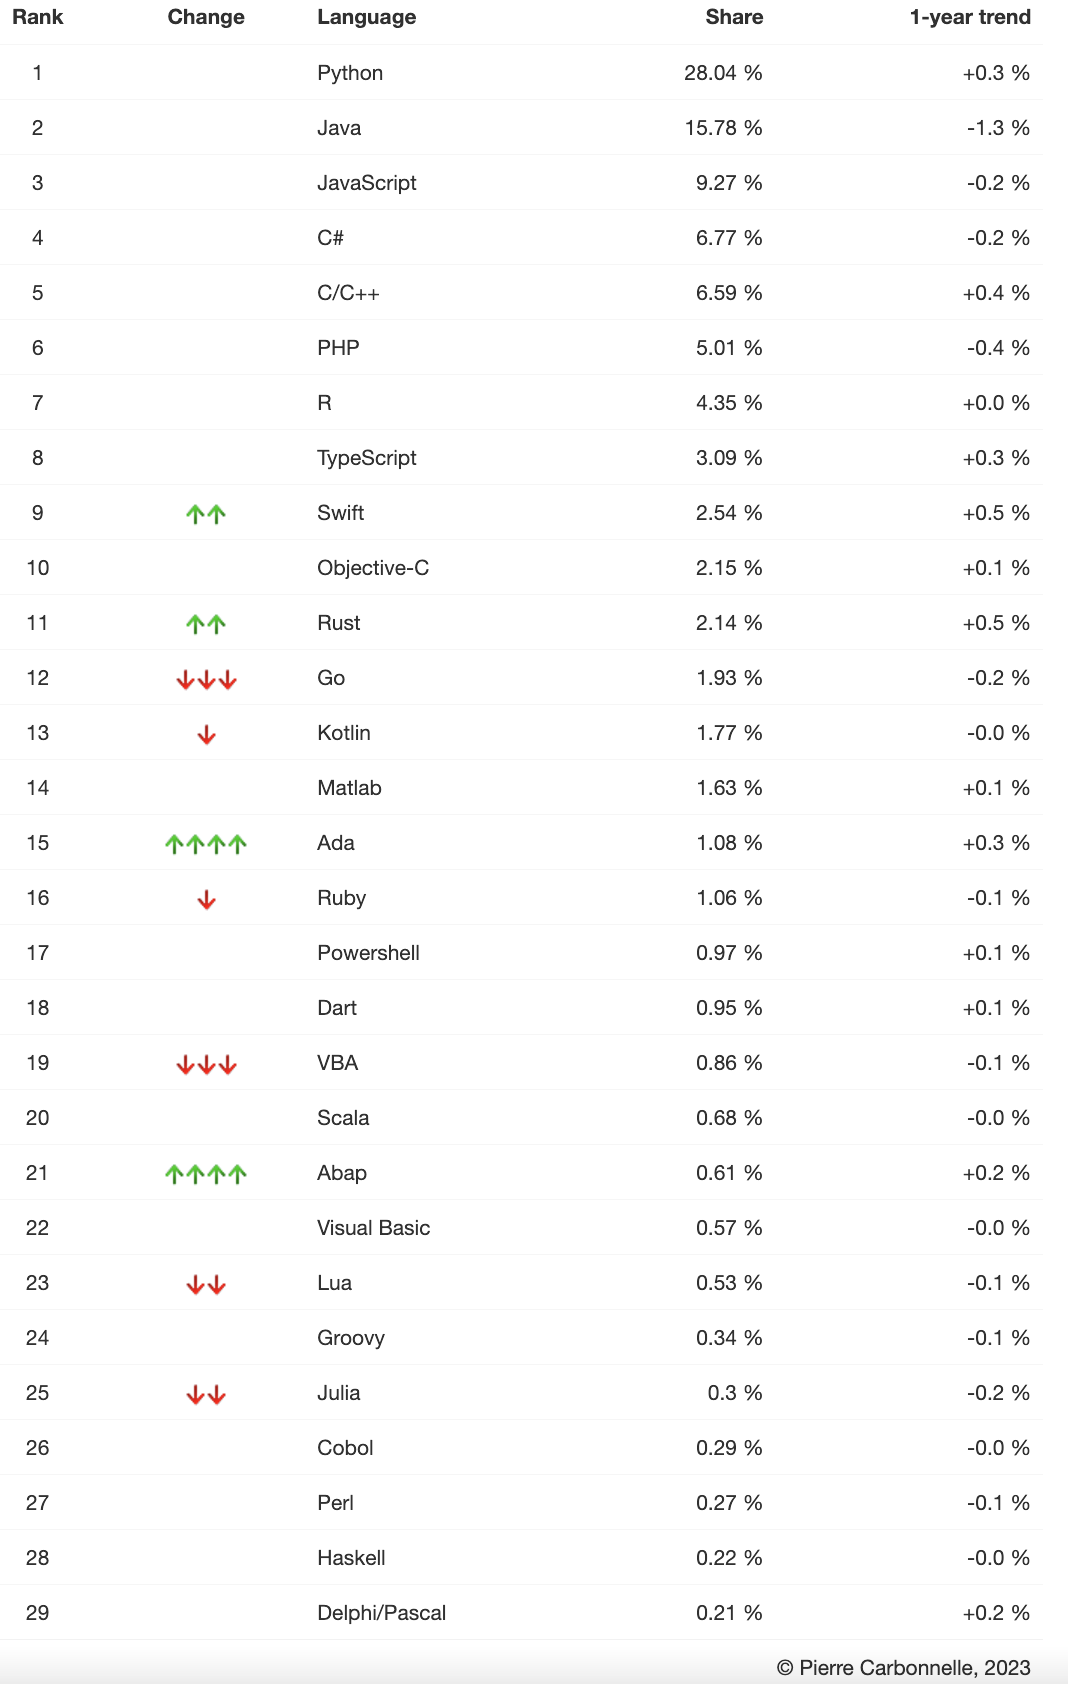 Rank Change Language Share 1-year trend
1 Python 28.04 % +0.3 %
2 Java 15.78 % -1.3 %
3 JavaScript 9.27 % -0.2 %
4 C# 6.77 % -0.2 %
5 C/C++ 6.59 % +0.4 %
6 PHP 5.01 % -0.4 %
7 R 4.35 % +0.0 %
8 TypeScript 3.09 % +0.3 %
9 ↑↑ Swift 2.54 % +0.5 %
10 Objective-C 2.15 % +0.1 %
11 ↑↑ Rust 2.14 % +0.5 %
12 ↓↓↓ Go 1.93 % -0.2 %
13 ↓ Kotlin 1.77 % -0.0 %
14 Matlab 1.63 % +0.1 %
15 ↑↑↑↑ Ada 1.08 % +0.3 %
16 ↓ Ruby 1.06 % -0.1 %
17 Powershell 0.97 % +0.1 %
18 Dart 0.95 % +0.1 %
19 ↓↓↓ VBA 0.86 % -0.1 %
20 Scala 0.68 % -0.0 %
21 ↑↑↑↑ Abap 0.61 % +0.2 %
22 Visual Basic 0.57 % -0.0 %
23 ↓↓ Lua 0.53 % -0.1 %
24 Groovy 0.34 % -0.1 %
25 ↓↓ Julia 0.3 % -0.2 %
26 Cobol 0.29 % -0.0 %
27 Perl 0.27 % -0.1 %
28 Haskell 0.22 % -0.0 %
29 Delphi/Pascal 0.21 % +0.2 %
© Pierre Carbonnelle, 2023